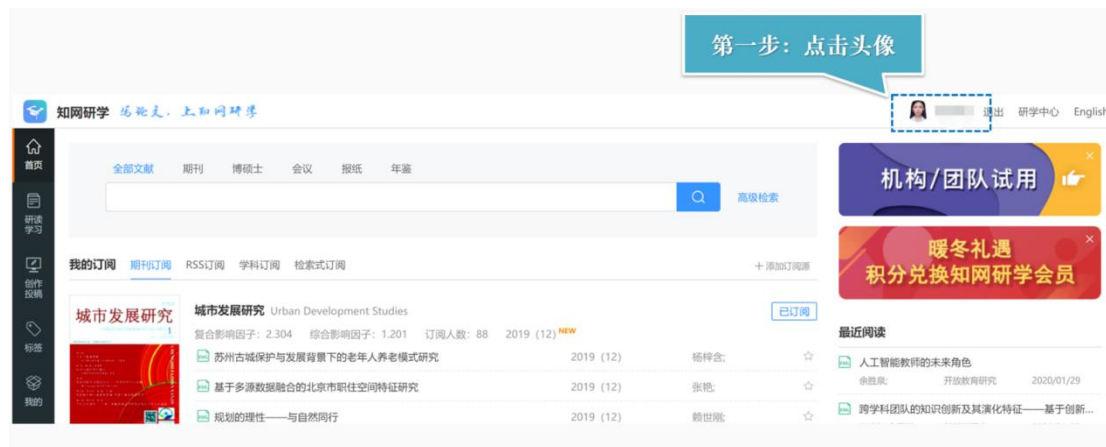 第一步：点击头像
知网研学 写论文，上知网研学
退出 研学中心 English
首页
研读
学习
创作
投稿
标签
我的
全部文献 期刊 博硕士 会议 报纸 年鉴
高级检索
我的订阅 期刊订阅 RSS订阅 学科订阅 检索式订阅 +添加订阅源
城市发展研究
1
城市发展研究 Urban Development Studies 已订阅
复合影响因子：2.304 综合影响因子：1.201 订阅人数：88 2019（12） NEW
苏州古城保护与发展背景下的老年人养老模式研究 2019（12） 杨梓念;
基于多源数据融合的北京市职住空间特征研究 2019（12） 张艳;
规划的理性——与自然同行 2019（12） 赖世刚;
机构/团队试用
暖冬礼遇
积分兑换知网研学会员
最近阅读
人工智能教师的未来角色
余胜泉; 开放教育研究 2020/01/29
跨学科团队的知识创新及其演化特征——基于创新...